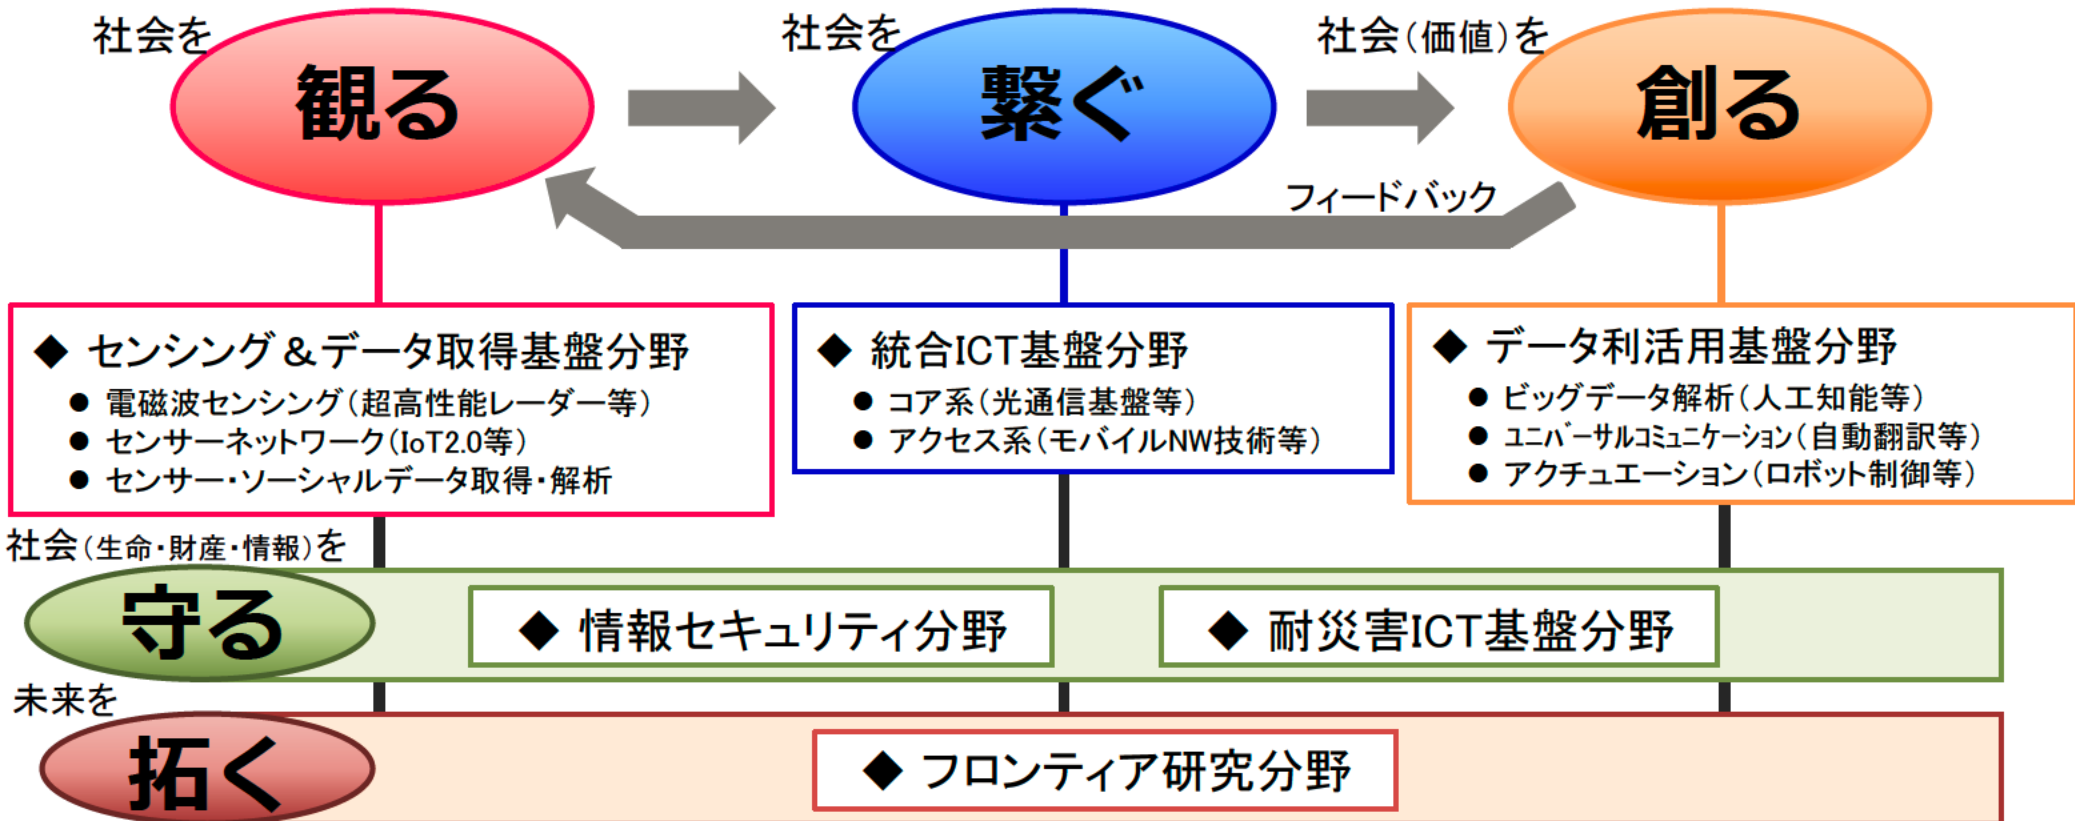 社会を
観る
社会を
繋ぐ
社会(価値)を
創る
フィードバック
◆ センシング&データ取得基盤分野
● 電磁波センシング(超高性能レーダー等)
● センサーネットワーク(IoT2.0等)
● センサー・ソーシャルデータ取得・解析
◆ 統合ICT基盤分野
● コア系(光通信基盤等)
● アクセス系(モバイルNW技術等)
◆ データ利活用基盤分野
● ビッグデータ解析(人工知能等)
● ユニバーサルコミュニケーション(自動翻訳等)
● アクチュエーション(ロボット制御等)
社会(生命・財産・情報)を
守る
◆ 情報セキュリティ分野
◆ 耐災害ICT基盤分野
未来を
拓く
◆ フロンティア研究分野